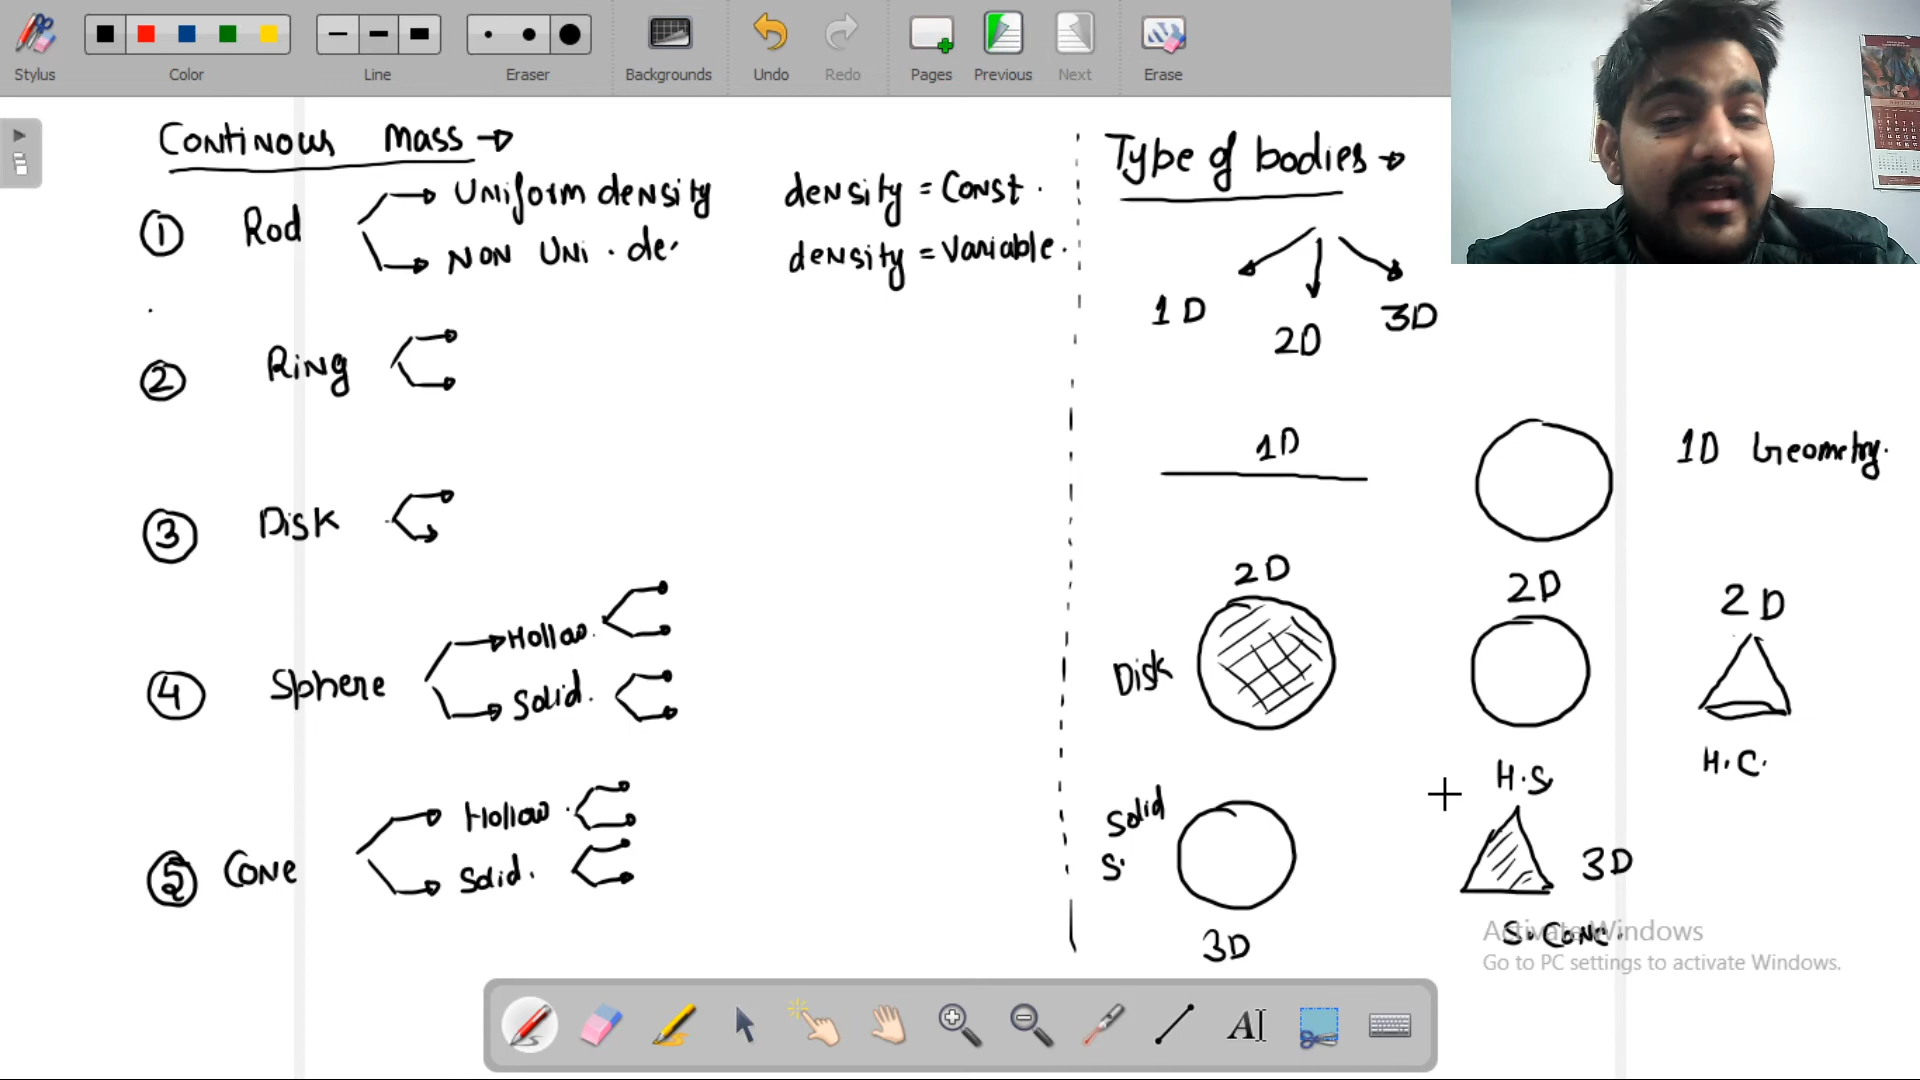 Stylus
Color
Line
Eraser
Backgrounds
Undo
Redo
Pages
Previous
Next
Erase
Continous mass →
① Rod → Uniform density density = Const.
→ NON UNi. de density = Variable.
② Ring
③ Disk
④ Sphere → Hollow.
→ Solid.
⑤ Cone → Hollow.
→ Solid.
Type of bodies →
1D
2D
3D
1D
1D Geometry.
2D
Disk
2D
H.S
2D
H.C.
Solid
S.
3D
3D
S.Cone.
Activate Windows
Go to PC settings to activate Windows.
AI